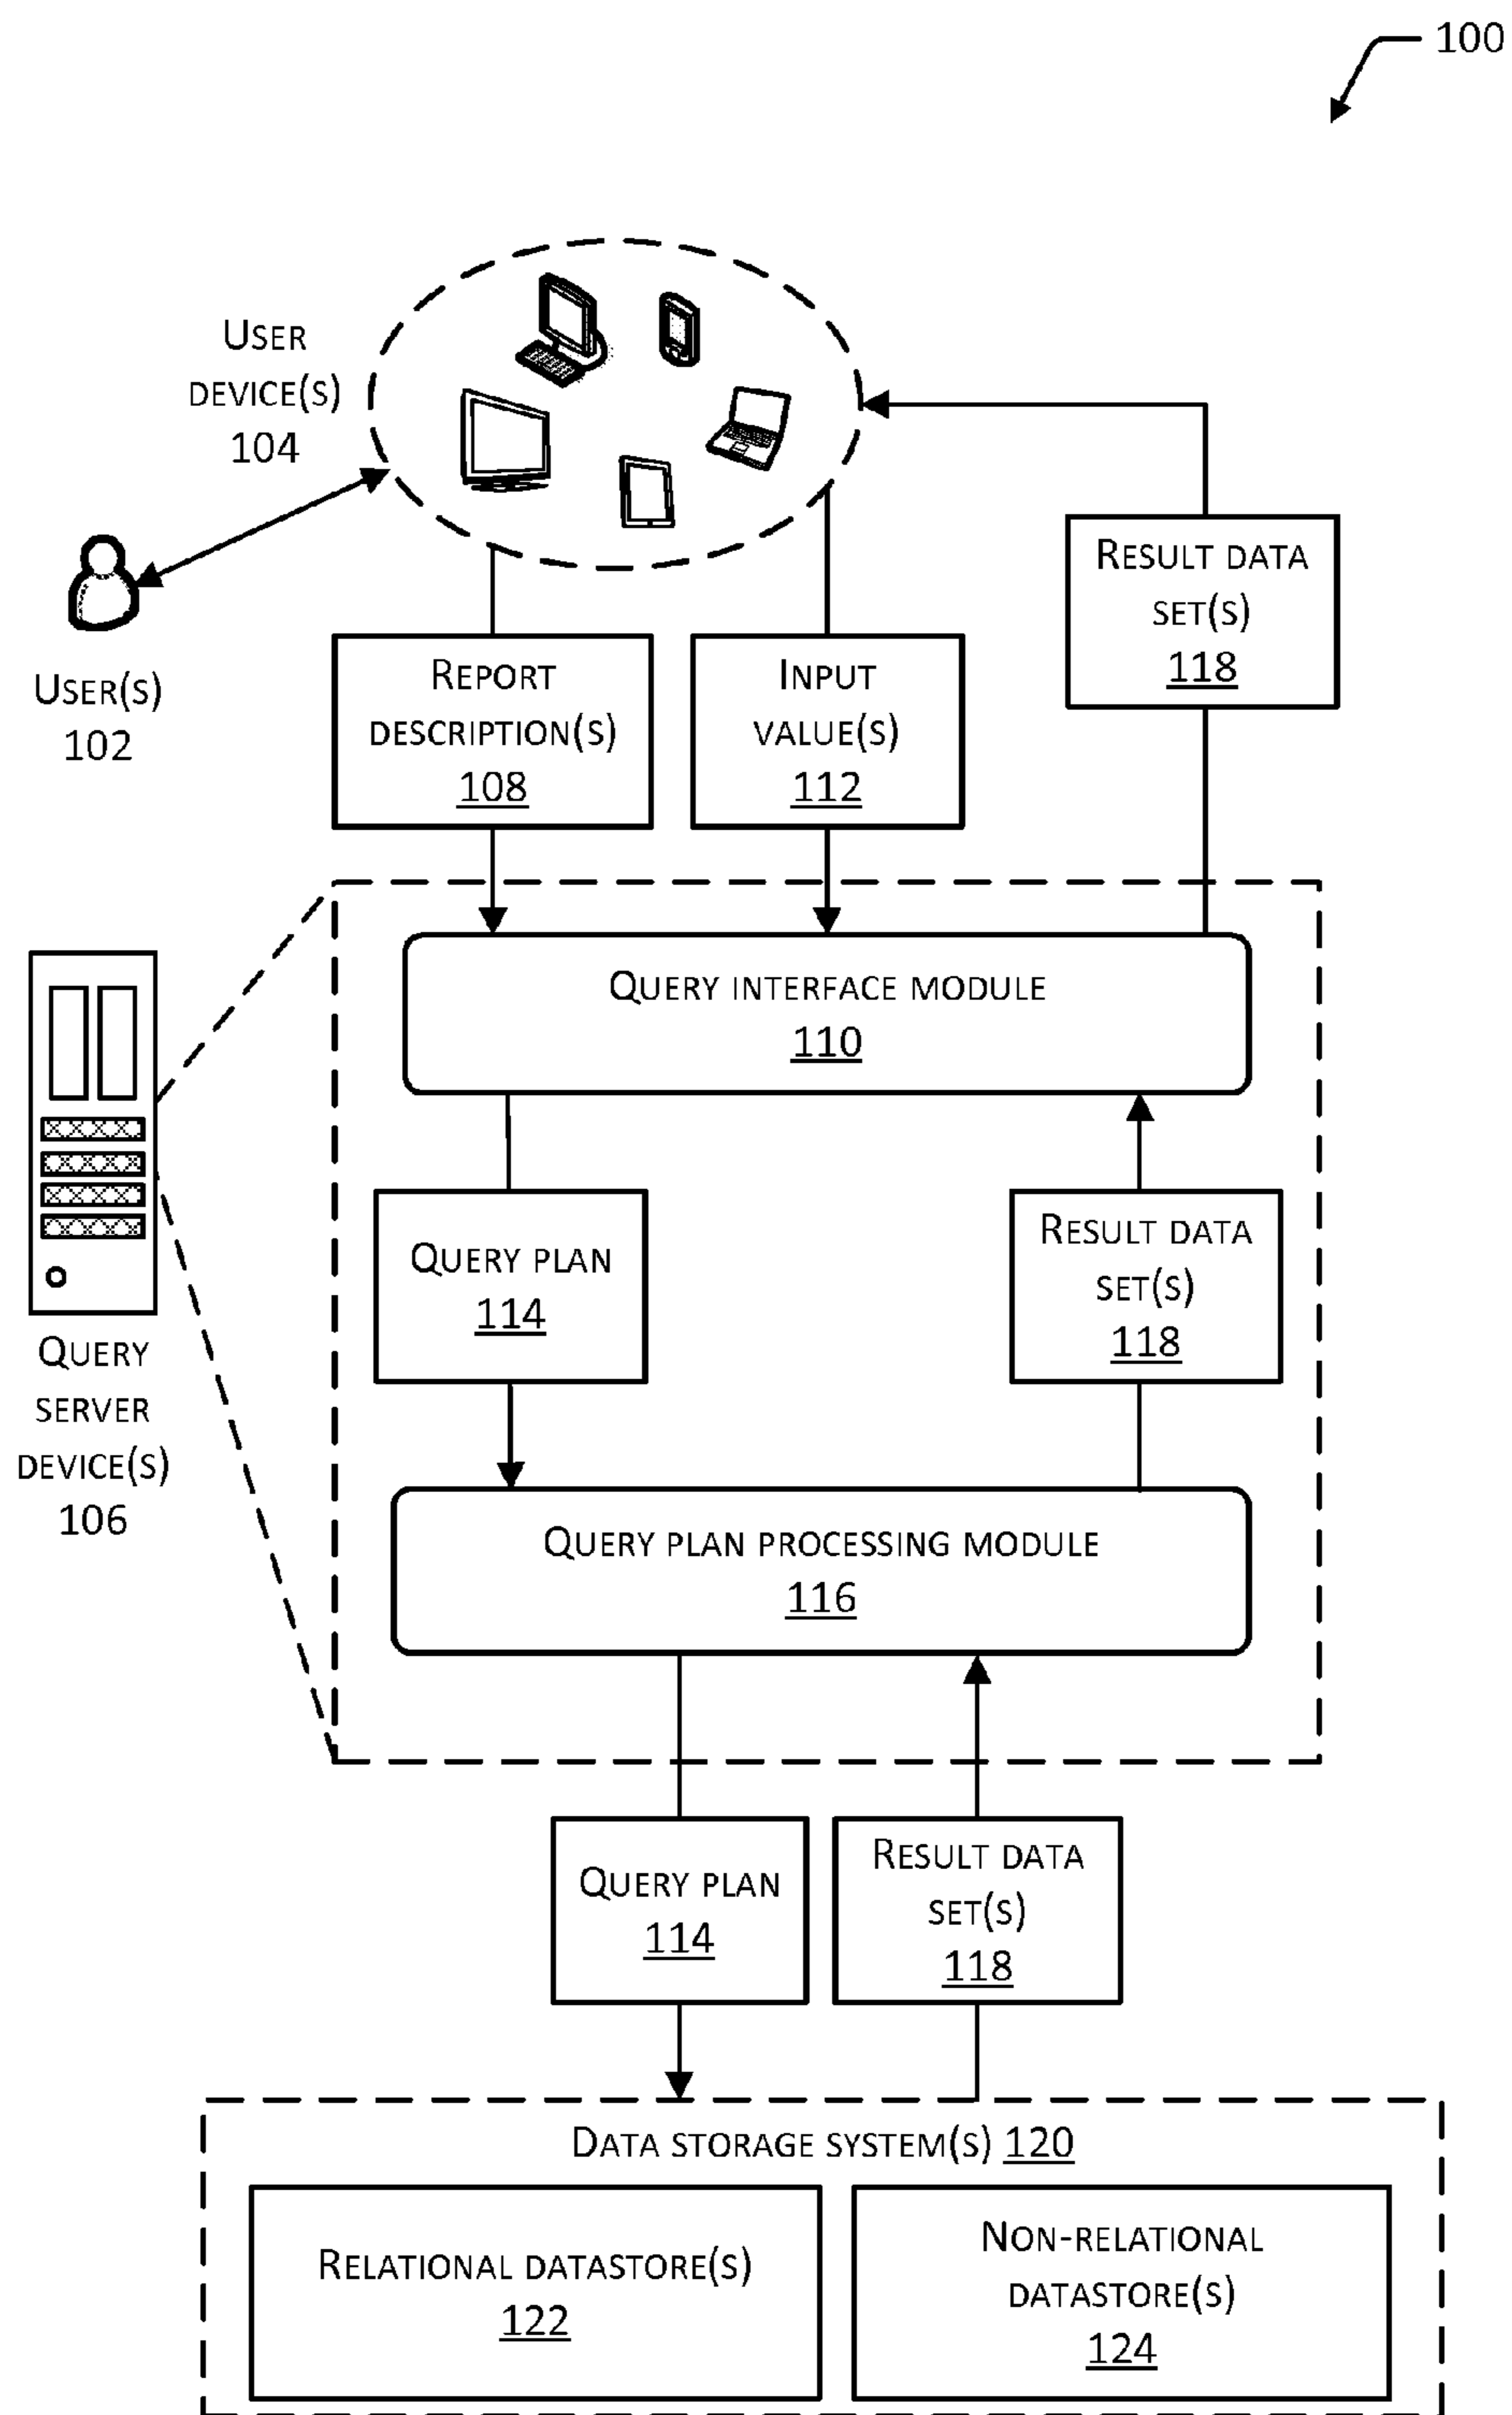 100
User
device(s)
104
User(s)
102
Result data
set(s)
118
Report
description(s)
108
Input
value(s)
112
Query interface module
110
Query plan
114
Result data
set(s)
118
Query
server
device(s)
106
Query plan processing module
116
Query plan
114
Result data
set(s)
118
Data storage system(s) 120
Relational datastore(s)
122
Non-relational
datastore(s)
124